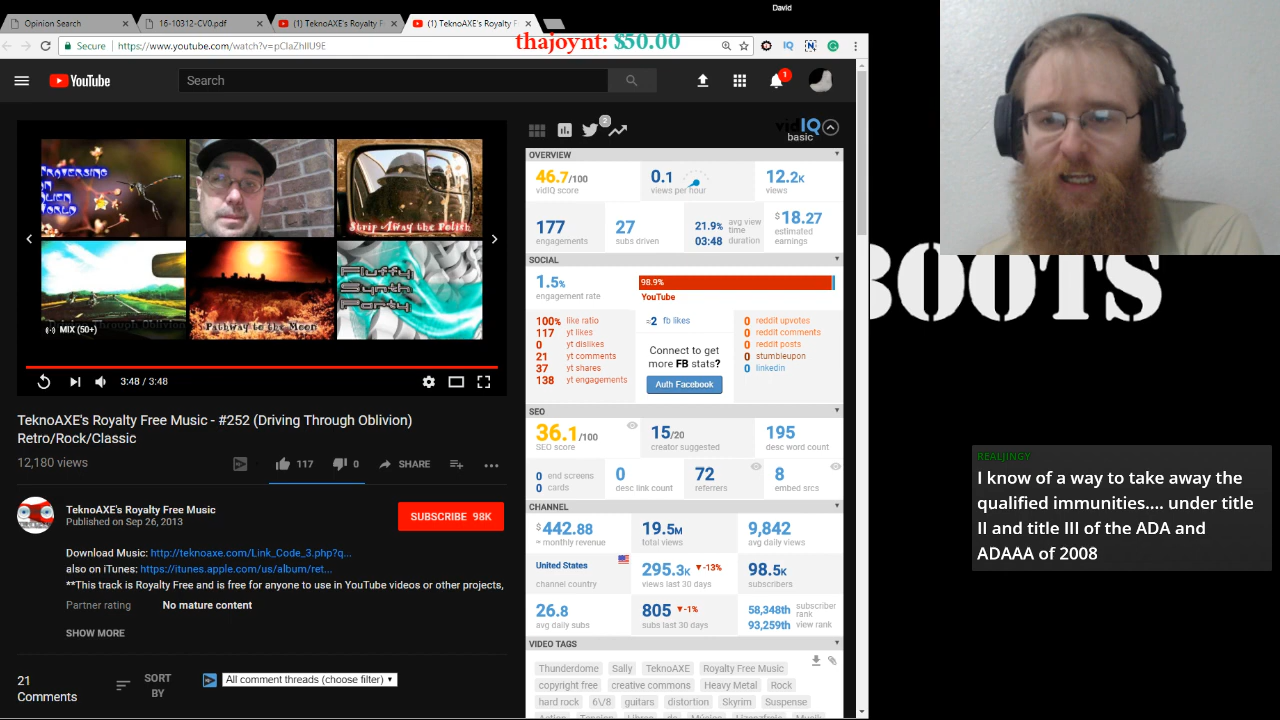 David
Opinion Search
16-10312-CV0.pdf
(1) TeknoAXE's Royalty F
(1) TeknoAXE's Royalty F
Secure
https://www.youtube.com/watch?v=pClaZhIlU9E
thajoynt: $50.00
YouTube
Search
1
TRAVERSING
AN ALIEN
WORLD
Strip Away the Polish
MIX (50+)
Through Oblivion
Pathway to the Moon
Fluffy
Synth
Party
3:48 / 3:48
TeknoAXE's Royalty Free Music - #252 (Driving Through Oblivion)
Retro/Rock/Classic
12,180 views
117
0
SHARE
TeknoAXE's Royalty Free Music
Published on Sep 26, 2013
SUBSCRIBE 98K
Download Music: http://teknoaxe.com/Link_Code_3.php?q...
also on iTunes: https://itunes.apple.com/us/album/ret...
**This track is Royalty Free and is free for anyone to use in YouTube videos or other projects,
Partner rating No mature content
SHOW MORE
21
Comments
SORT
BY
All comment threads (choose filter)
2
vidIQ
basic
OVERVIEW
46.7/100
vidIQ score
0.1
views per hour
12.2K
views
177
engagements
27
subs driven
21.9% avg view time
03:48 duration
$18.27
estimated
earnings
SOCIAL
1.5%
engagement rate
98.9%
YouTube
100% like ratio
117 yt likes
0 yt dislikes
21 yt comments
37 yt shares
138 yt engagements
≈2 fb likes
Connect to get
more FB stats?
Auth Facebook
0 reddit upvotes
0 reddit comments
0 reddit posts
0 stumbleupon
0 linkedin
SEO
36.1/100
SEO score
15/20
creator suggested
195
desc word count
0 end screens
0 cards
0
desc link count
72
referrers
8
embed srcs
CHANNEL
$442.88
≈ monthly revenue
19.5M
total views
9,842
avg daily views
United States
channel country
295.3K ▼-13%
views last 30 days
98.5K
subscribers
26.8
avg daily subs
805 ▼-1%
subs last 30 days
58,348th subscriber rank
93,259th view rank
VIDEO TAGS
Thunderdome Sally TeknoAXE Royalty Free Music
copyright free creative commons Heavy Metal Rock
hard rock 6\/8 guitars distortion Skyrim Suspense
BOOTS
REALJINGY
I know of a way to take away the
qualified immunities.... under title
II and title III of the ADA and
ADAAA of 2008